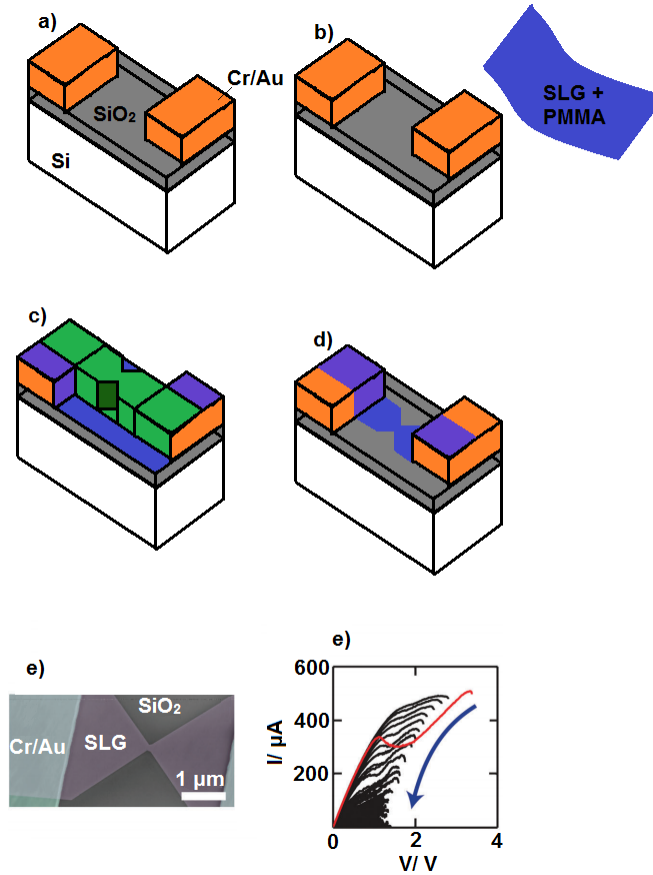 a)
b)
Cr/Au
SiO₂
Si
SLG +
PMMA
c)
d)
e)
SiO₂
Cr/Au
SLG
1 µm
e)
600
400
200
I/ µA
0
2
4
V/ V